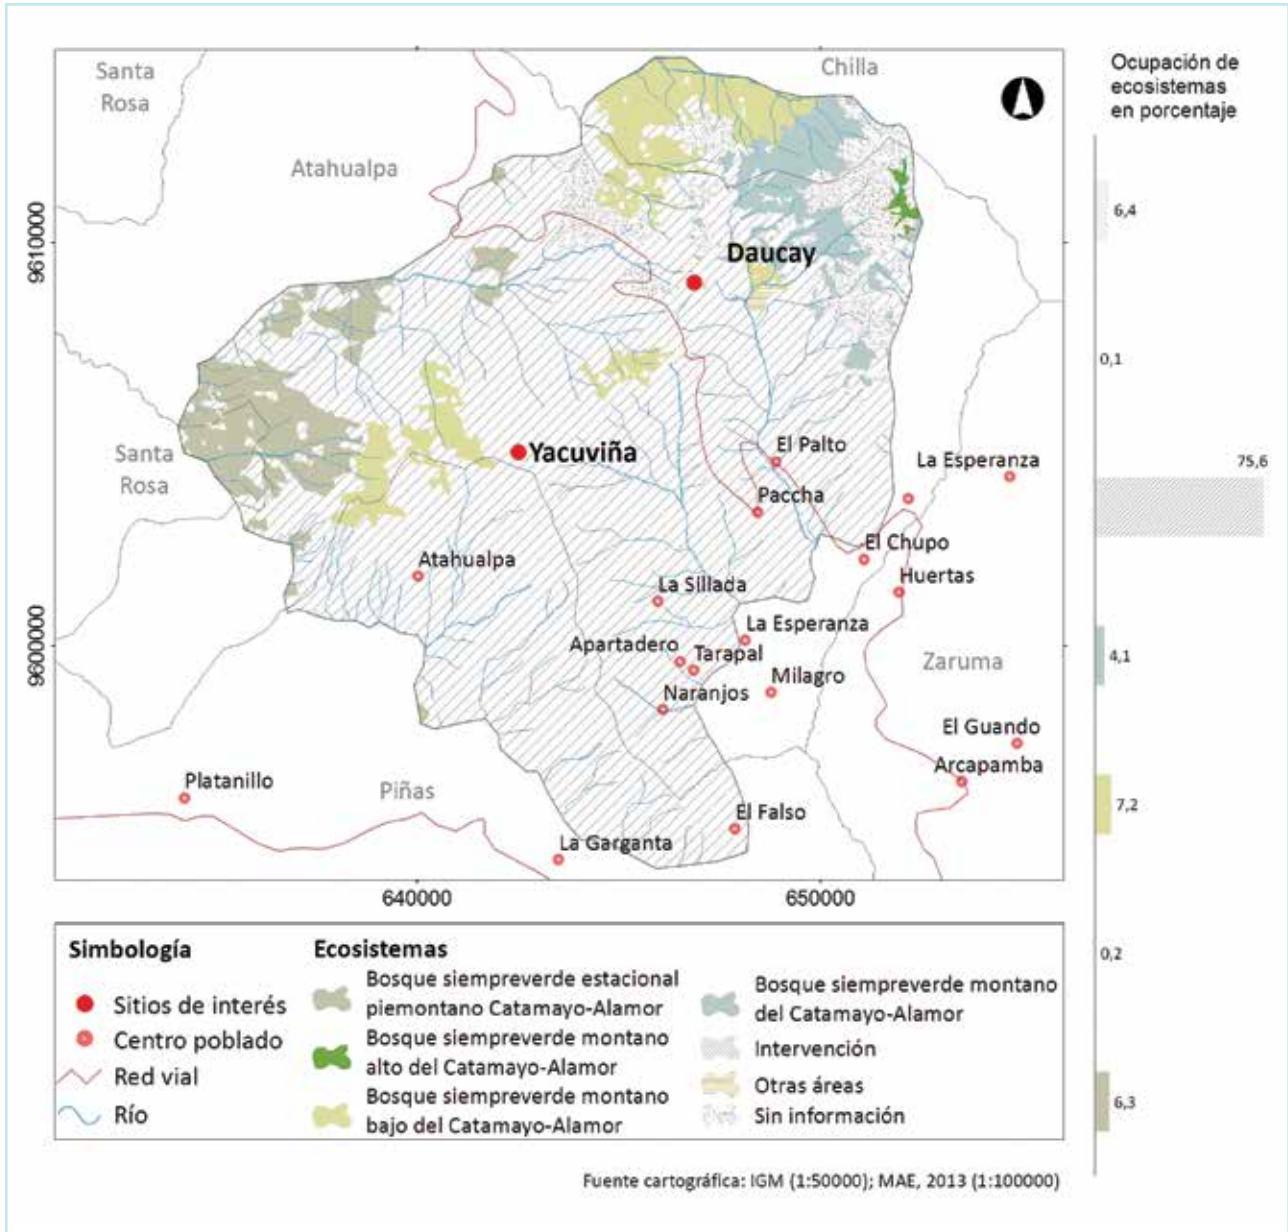 Santa
Rosa
Chilla
Ocupación de
ecosistemas
en porcentaje
Atahualpa
6,4
9610000
Daucay
0,1
Santa
Rosa
Yacuviña
El Palto
La Esperanza
75,6
Paccha
Atahualpa
El Chupo
Huertas
La Sillada
La Esperanza
9600000
Apartadero
Tarapal
Zaruma
4,1
Milagro
Naranjos
El Guando
Arcapamba
Platanillo
Piñas
7,2
El Falso
La Garganta
640000
650000
Simbología
Sitios de interés
Centro poblado
Red vial
Río
Ecosistemas
Bosque siempreverde estacional
piemontano Catamayo-Alamor
Bosque siempreverde montano
alto del Catamayo-Alamor
Bosque siempreverde montano
bajo del Catamayo-Alamor
Bosque siempreverde montano
del Catamayo-Alamor
Intervención
Otras áreas
Sin información
0,2
6,3
Fuente cartográfica: IGM (1:50000); MAE, 2013 (1:100000)